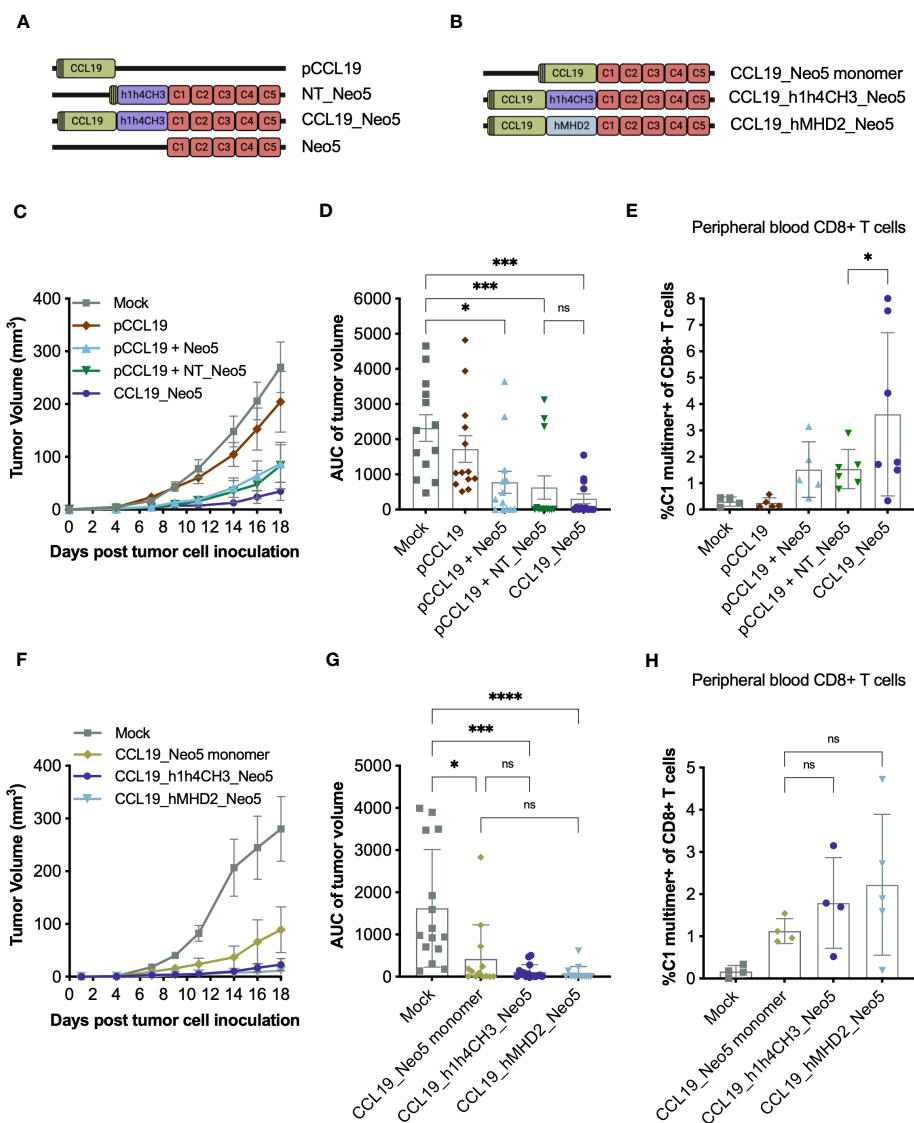 A
CCL19
pCCL19
h1h4CH3 C1 C2 C3 C4 C5
NT_Neo5
CCL19 h1h4CH3 C1 C2 C3 C4 C5
CCL19_Neo5
C1 C2 C3 C4 C5
Neo5
B
CCL19 C1 C2 C3 C4 C5
CCL19_Neo5 monomer
CCL19 h1h4CH3 C1 C2 C3 C4 C5
CCL19_h1h4CH3_Neo5
CCL19 hMHD2 C1 C2 C3 C4 C5
CCL19_hMHD2_Neo5
C
Tumor Volume (mm³)
400
300
200
100
0
Mock
pCCL19
pCCL19 + Neo5
pCCL19 + NT_Neo5
CCL19_Neo5
0 2 4 6 8 10 12 14 16 18
Days post tumor cell inoculation
D
AUC of tumor volume
6000
5000
4000
3000
2000
1000
0
***
***
*
ns
Mock
pCCL19
pCCL19 + Neo5
pCCL19 + NT_Neo5
CCL19_Neo5
E
Peripheral blood CD8+ T cells
%C1 multimer+ of CD8+ T cells
8
7
6
5
4
3
2
1
0
*
Mock
pCCL19
pCCL19 + Neo5
pCCL19 + NT_Neo5
CCL19_Neo5
F
Tumor Volume (mm³)
400
300
200
100
0
Mock
CCL19_Neo5 monomer
CCL19_h1h4CH3_Neo5
CCL19_hMHD2_Neo5
0 2 4 6 8 10 12 14 16 18
Days post tumor cell inoculation
G
AUC of tumor volume
5000
4000
3000
2000
1000
0
****
***
*
ns
ns
Mock
CCL19_Neo5 monomer
CCL19_h1h4CH3_Neo5
CCL19_hMHD2_Neo5
H
Peripheral blood CD8+ T cells
%C1 multimer+ of CD8+ T cells
5
4
3
2
1
0
ns
ns
Mock
CCL19_Neo5 monomer
CCL19_h1h4CH3_Neo5
CCL19_hMHD2_Neo5